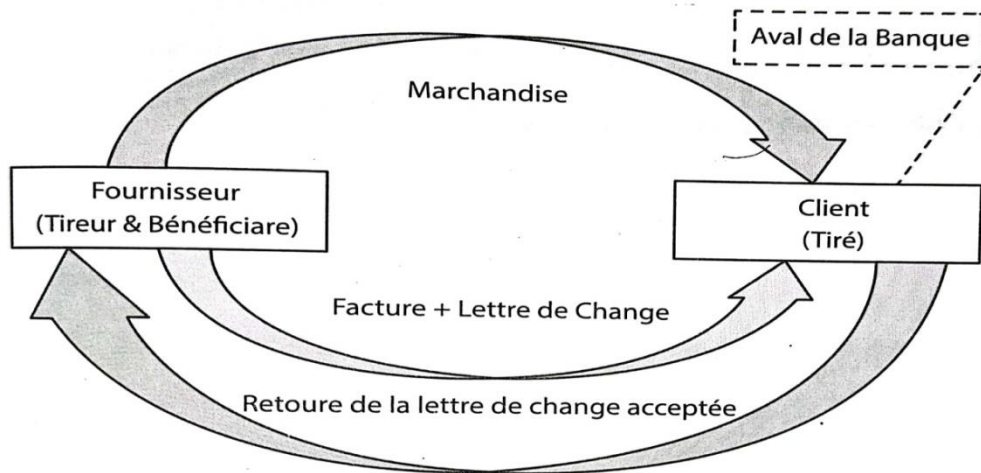 Aval de la Banque
Marchandise
Fournisseur
(Tireur & Bénéficiare)
Client
(Tiré)
Facture + Lettre de Change
Retoure de la lettre de change acceptée